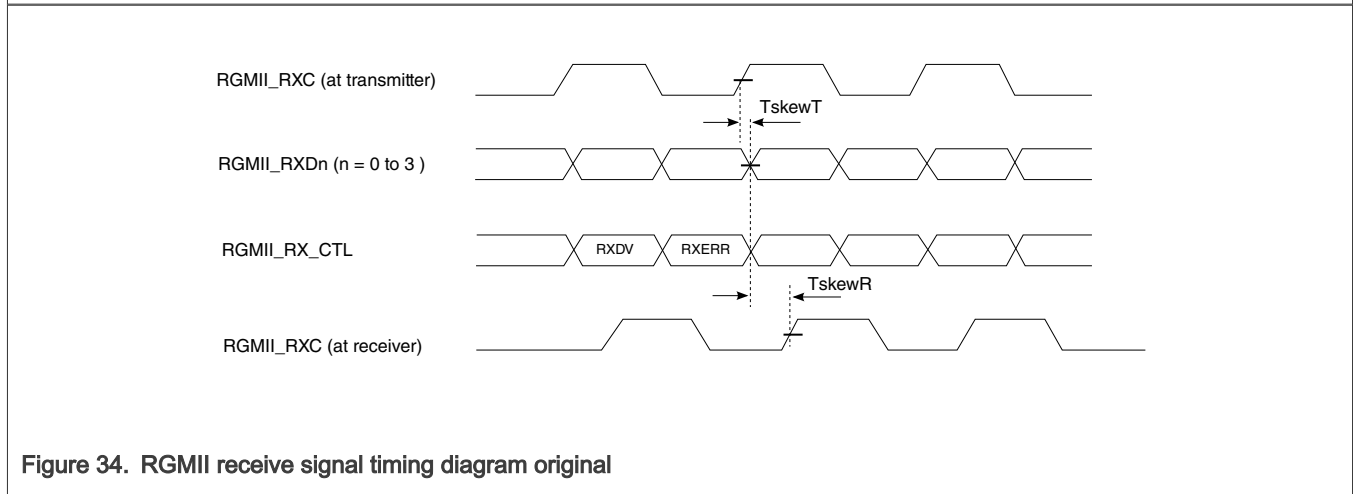 RGMII_RXC (at transmitter)
TskewT
RGMII_RXDn (n = 0 to 3 )
RGMII_RX_CTL
RXDV
RXERR
TskewR
RGMII_RXC (at receiver)
Figure 34. RGMII receive signal timing diagram original